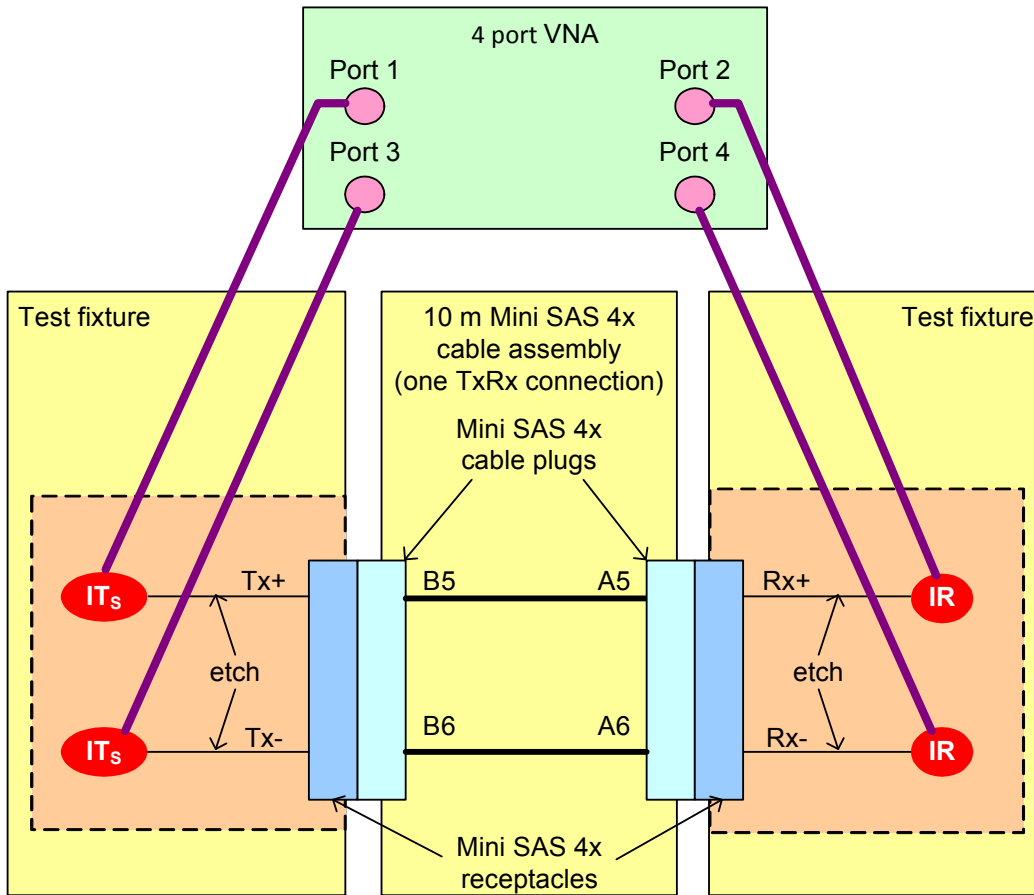 4 port VNA
Port 1
Port 2
Port 3
Port 4
Test fixture
10 m Mini SAS 4x
cable assembly
(one TxRx connection)
Test fixture
Mini SAS 4x
cable plugs
ITs
Tx+
B5
A5
Rx+
IR
etch
etch
ITs
Tx-
B6
A6
Rx-
IR
Mini SAS 4x
receptacles